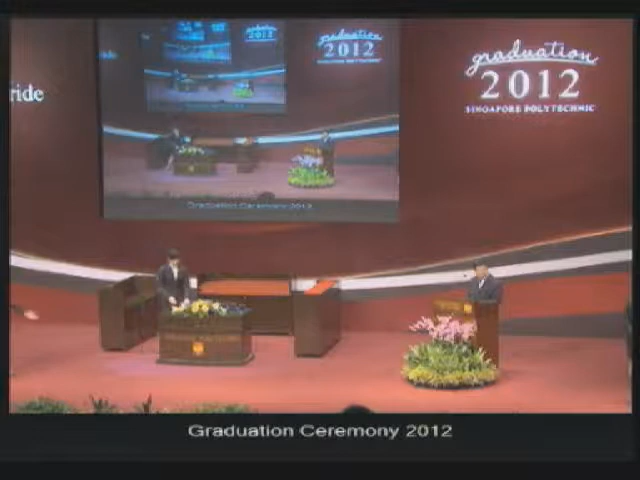 graduation
2012
graduation
2012
SINGAPORE POLYTECHNIC
ride
Graduation Ceremony 2012
Graduation Ceremony 2012